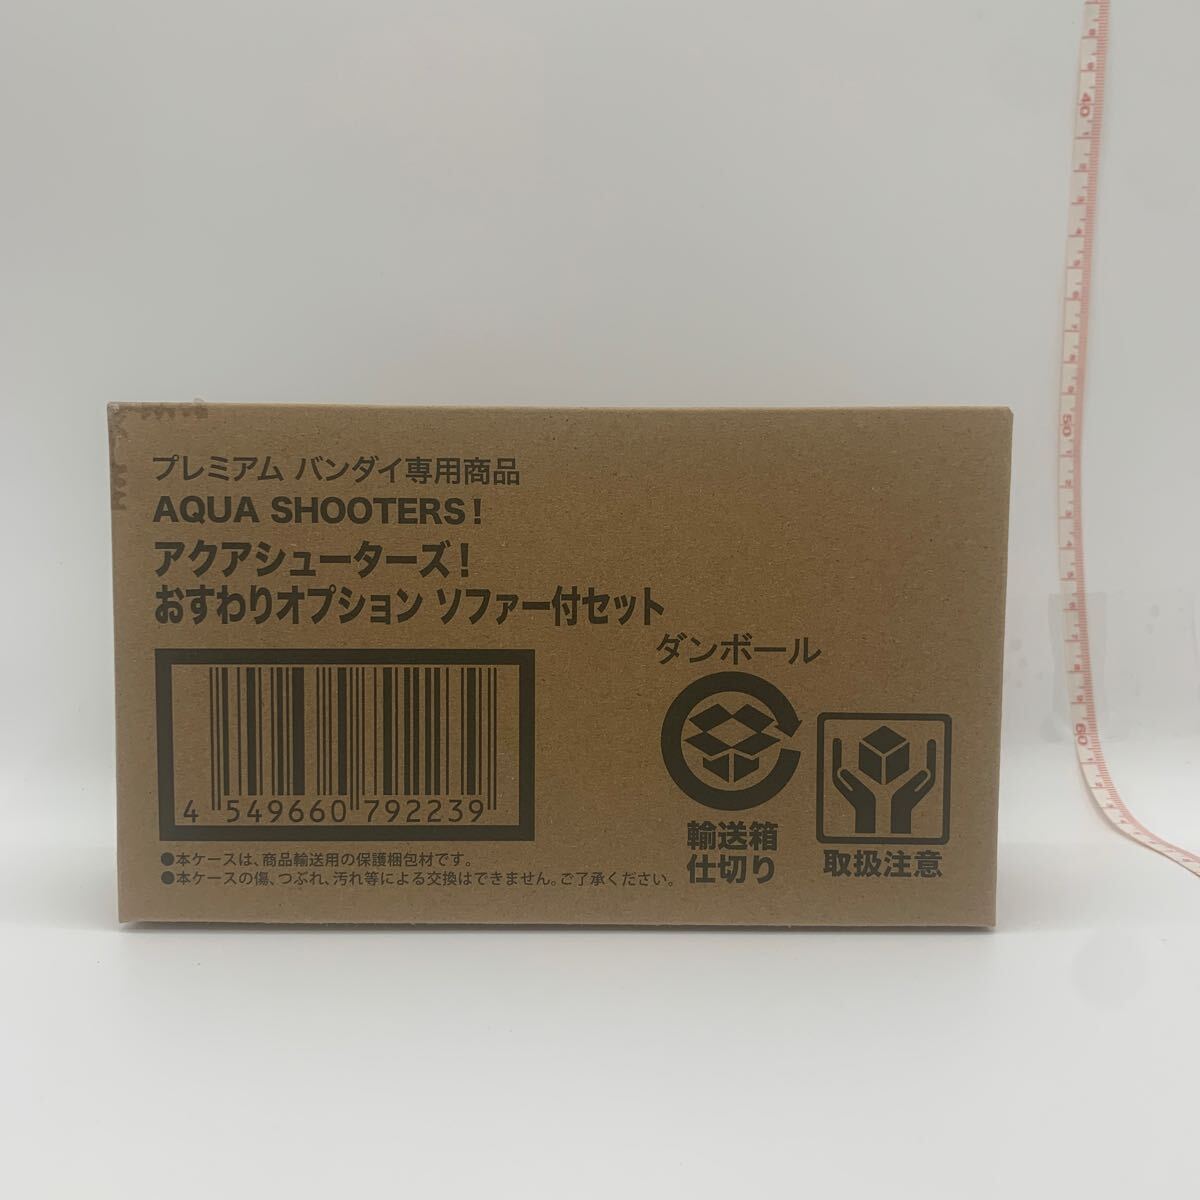 プレミアム バンダイ専用商品
AQUA SHOOTERS!
アクアシューターズ!
おすわりオプション ソファー付セット
ダンボール
4 549660 792239
輸送箱
仕切り
取扱注意
●本ケースは、商品輸送用の保護梱包材です。
●本ケースの傷、つぶれ、汚れ等による交換はできません。ご了承ください。
40
50
60